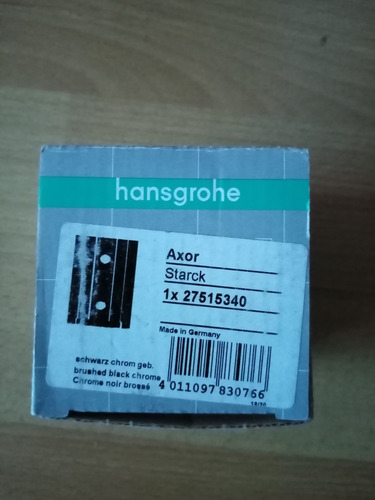 hansgrohe
Axor
Starck
1x 27515340
Made in Germany
schwarz chrom geb.
brushed black chrome
Chrome noir brossé
4 011097 830766